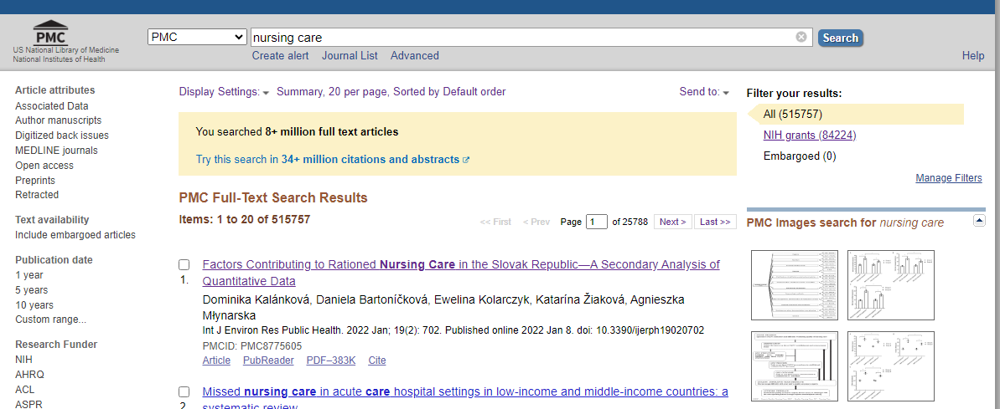 PMC
US National Library of Medicine
National Institutes of Health
PMC
nursing care
Search
Create alert Journal List Advanced
Help
Article attributes
Associated Data
Author manuscripts
Digitized back issues
MEDLINE journals
Open access
Preprints
Retracted
Text availability
Include embargoed articles
Publication date
1 year
5 years
10 years
Custom range...
Research Funder
NIH
AHRQ
ACL
ASPR
Display Settings: Summary, 20 per page, Sorted by Default order
Send to:
You searched 8+ million full text articles
Try this search in 34+ million citations and abstracts
PMC Full-Text Search Results
Items: 1 to 20 of 515757
<< First < Prev Page 1 of 25788 Next > Last >>
Factors Contributing to Rationed Nursing Care in the Slovak Republic—A Secondary Analysis of
1. Quantitative Data
Dominika Kalánková, Daniela Bartoníčková, Ewelina Kolarczyk, Katarína Žiaková, Agnieszka
Młynarska
Int J Environ Res Public Health. 2022 Jan; 19(2): 702. Published online 2022 Jan 8. doi: 10.3390/ijerph19020702
PMCID: PMC8775605
Article PubReader PDF–383K Cite
Missed nursing care in acute care hospital settings in low-income and middle-income countries: a
2. systematic review
Filter your results:
All (515757)
NIH grants (84224)
Embargoed (0)
Manage Filters
PMC Images search for nursing care